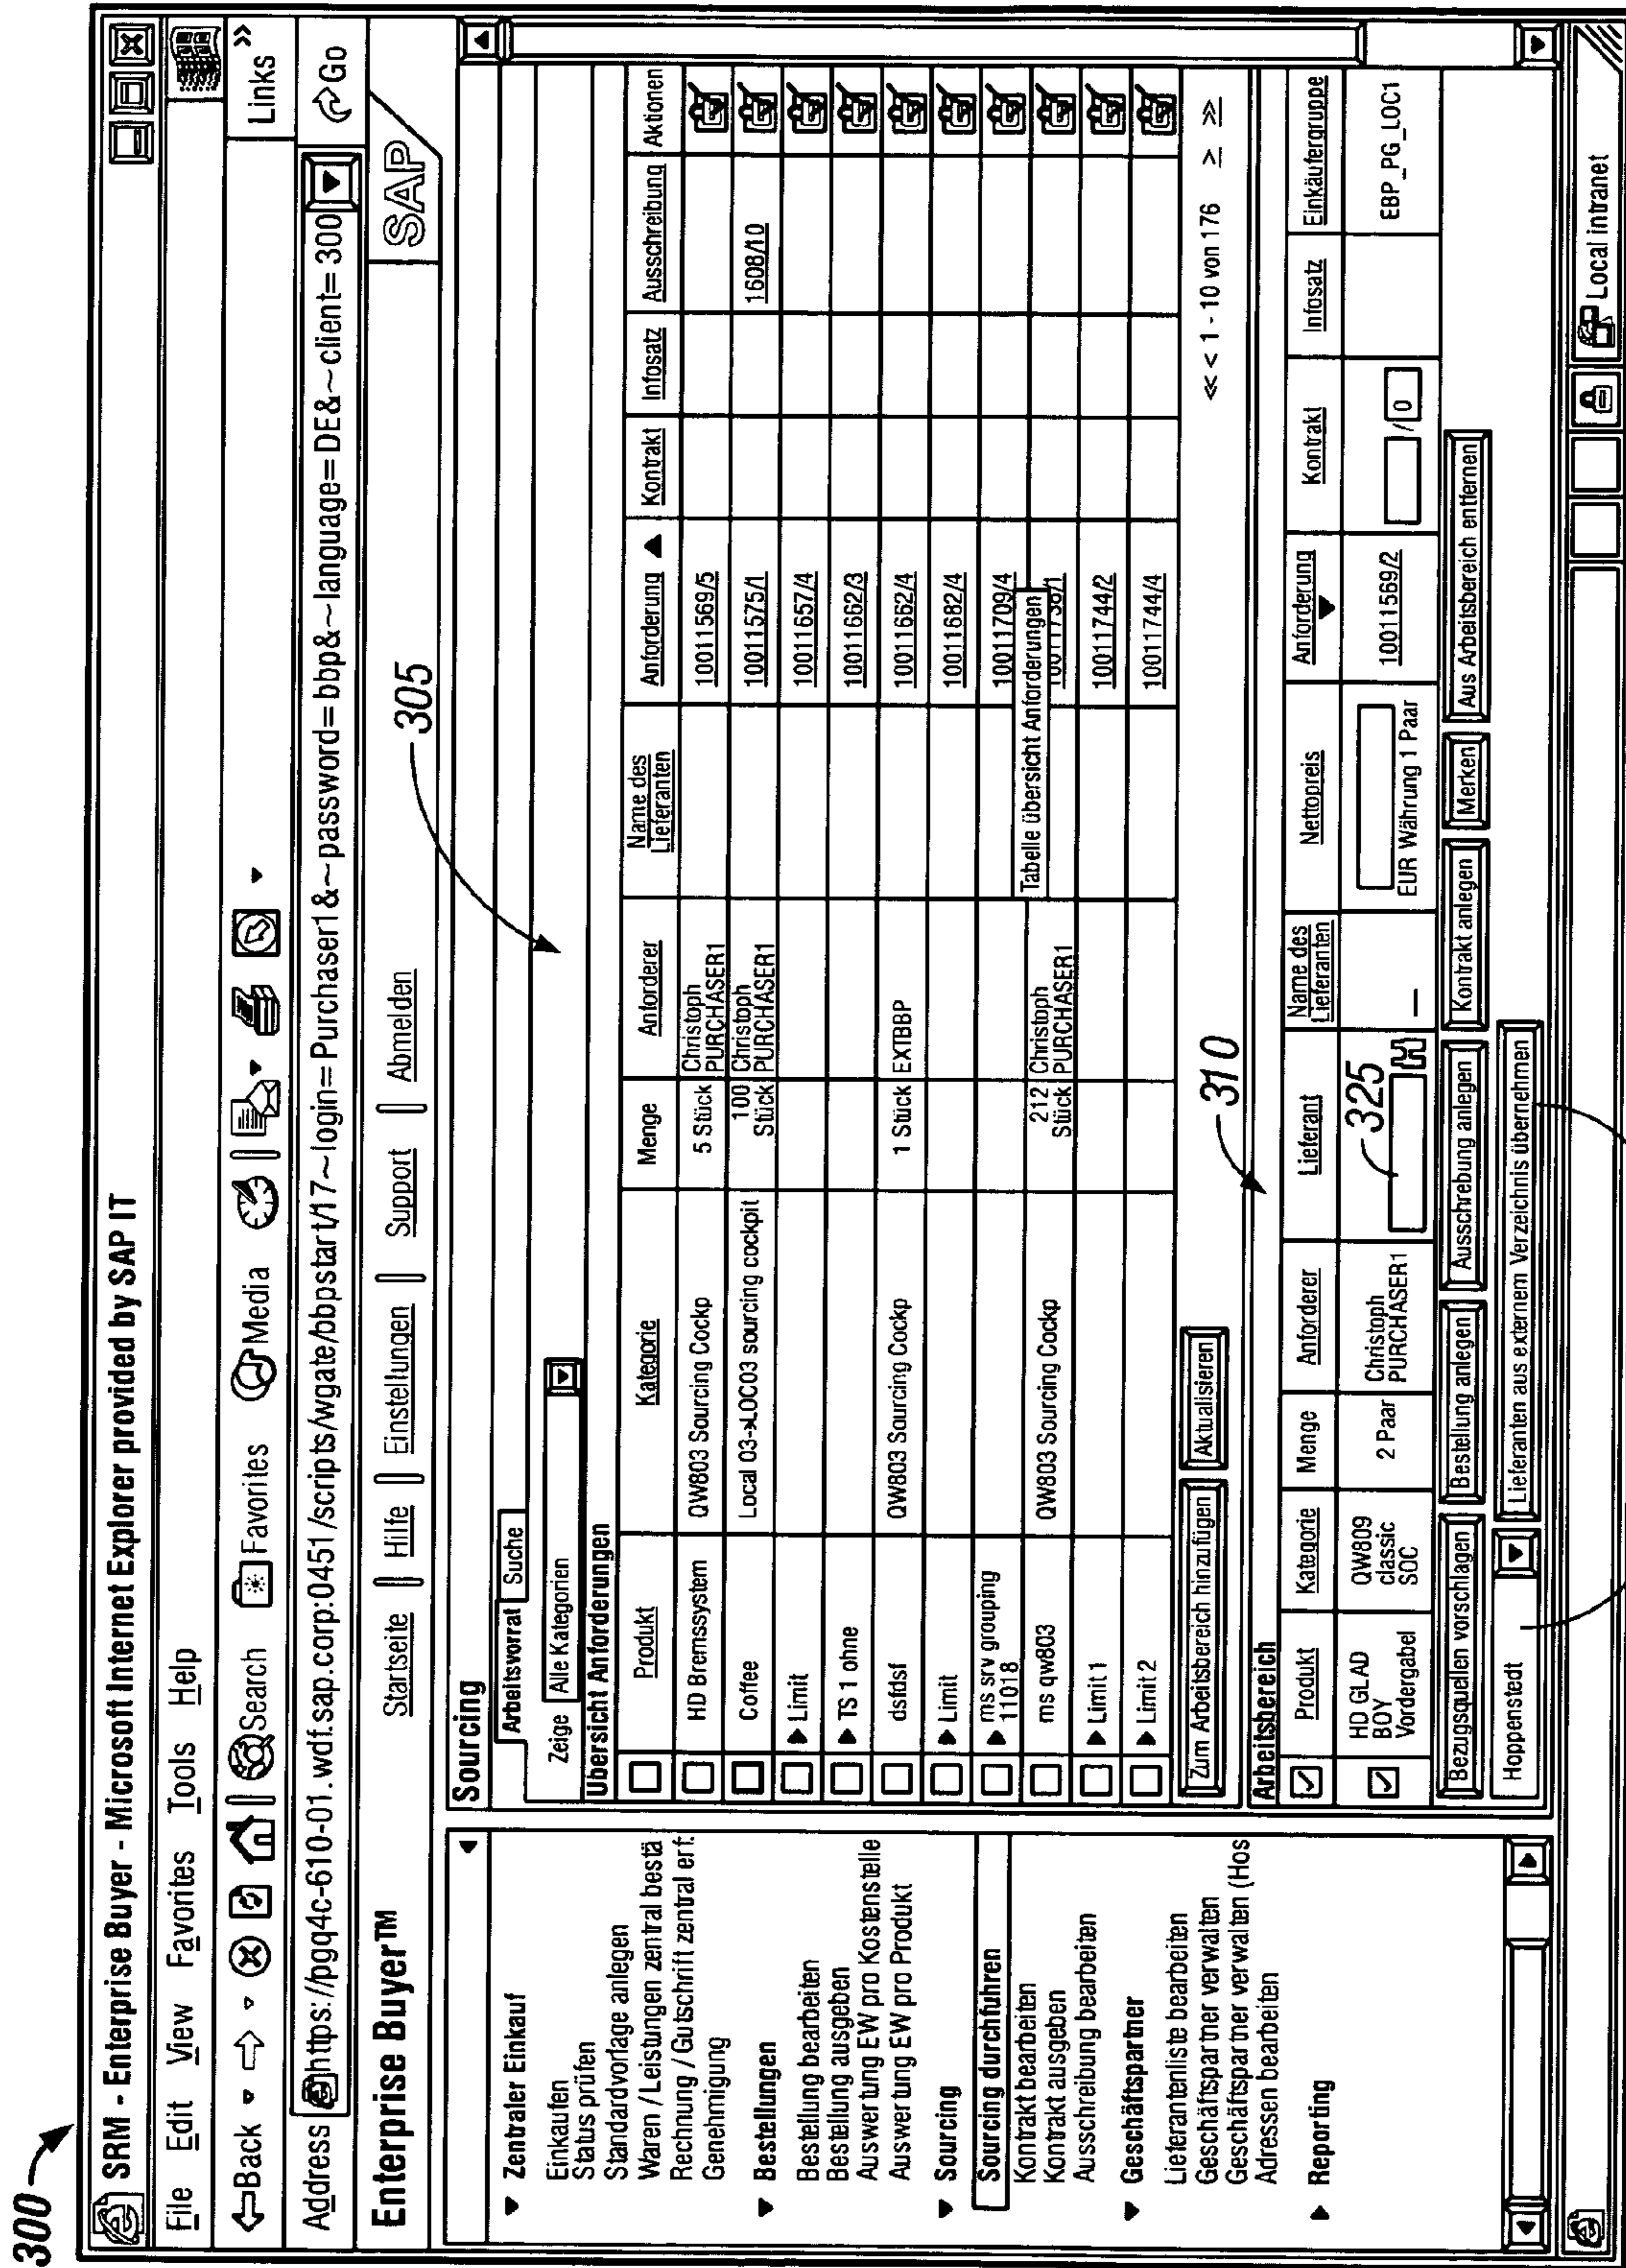 300
SRM - Enterprise Buyer - Microsoft Internet Explorer provided by SAP IT
File Edit View Favorites Tools Help
Back Search Favorites Media Links »
Address https://pgq4c-610-01.wdf.sap.corp:0451/scripts/wgate/bbpstart/17~login=Purchaser1&~password=bbp&~language=DE&~client=300 Go
Enterprise Buyer™ SAP
Startseite Hilfe Einstellungen Support Abmelden
305
Zentraler Einkauf
Einkaufen
Status prüfen
Standardvorlage anlegen
Waren /Leistungen zentral bestä
Rechnung /Gutschrift zentral erf.
Genehmigung
Bestellungen
Bestellung bearbeiten
Bestellung ausgeben
Auswertung EW pro Kostenstelle
Auswertung EW pro Produkt
Sourcing
Sourcing durchfuhren
Kontrakt bearbeiten
Kontrakt ausgeben
Ausschreibung bearbeiten
Geschäftspartner
Lieferantenliste bearbeiten
Geschäftspartner verwalten
Geschäftspartner verwalten (Hos
Adressen bearbeiten
Reporting
Sourcing
Arbeitsvorrat Suche
Zeige Alle Kategorien
Ubersicht Anforderungen
Produkt Kategorie Menge Anforderer Name des Lieferanten Anforderung Kontrakt Infosatz Ausschreibung Aktionen
HD Bremssystem QW803 Sourcing Cockp 5 Stück Christoph PURCHASER1 10011569/5
Coffee Local 03->LOC03 sourcing cockpit 100 Stück Christoph PURCHASER1 10011575/1 1608/10
Limit 10011657/4
TS 1 ohne 10011662/3
dsfdsf QW803 Sourcing Cockp 1 Stück EXTBBP 10011662/4
Limit 10011682/4
ms srv grouping 11018 10011709/4
Tabelle übersicht Anforderungen
ms qw803 QW803 Sourcing Cockp 212 Stück Christoph PURCHASER1 10011738/1
Limit 1 10011744/2
Limit 2 10011744/4
Zum Arbeitsbereich hinzufügen Aktualisieren << < 1 - 10 von 176 > >>
310
Arbeitsbereich
Produkt Kategorie Menge Anforderer Lieferant Name des Lieferanten Nettopreis Anforderung Kontrakt Infosatz Einkäufergruppe
HD GLAD BOY Vordergabel QW809 classic SOC 2 Paar Christoph PURCHASER1 325 — EUR Währung 1 Paar 10011569/2 / 0 EBP_PG_LOC1
Bezugsquellen vorschlagen Bestellung anlegen Ausschrebung anlegen Kontrakt anlegen Merken Aus Arbeitsbereich entfernen
Hoppenstedt Lieferanten aus externem Verzeichnis übernehmen
Local intranet